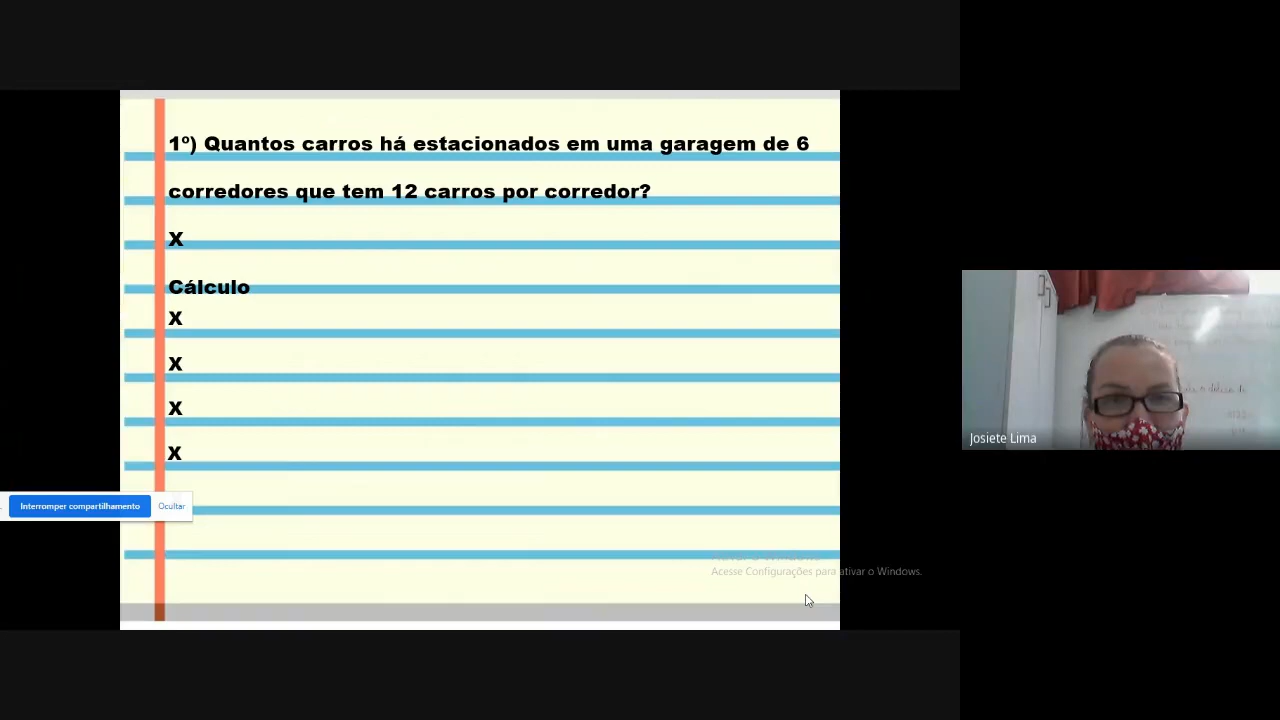 1º) Quantos carros há estacionados em uma garagem de 6
corredores que tem 12 carros por corredor?
X
Cálculo
X
X
X
X
Interromper compartilhamento
Ocultar
Acesse Configurações para ativar o Windows.
Josiete Lima